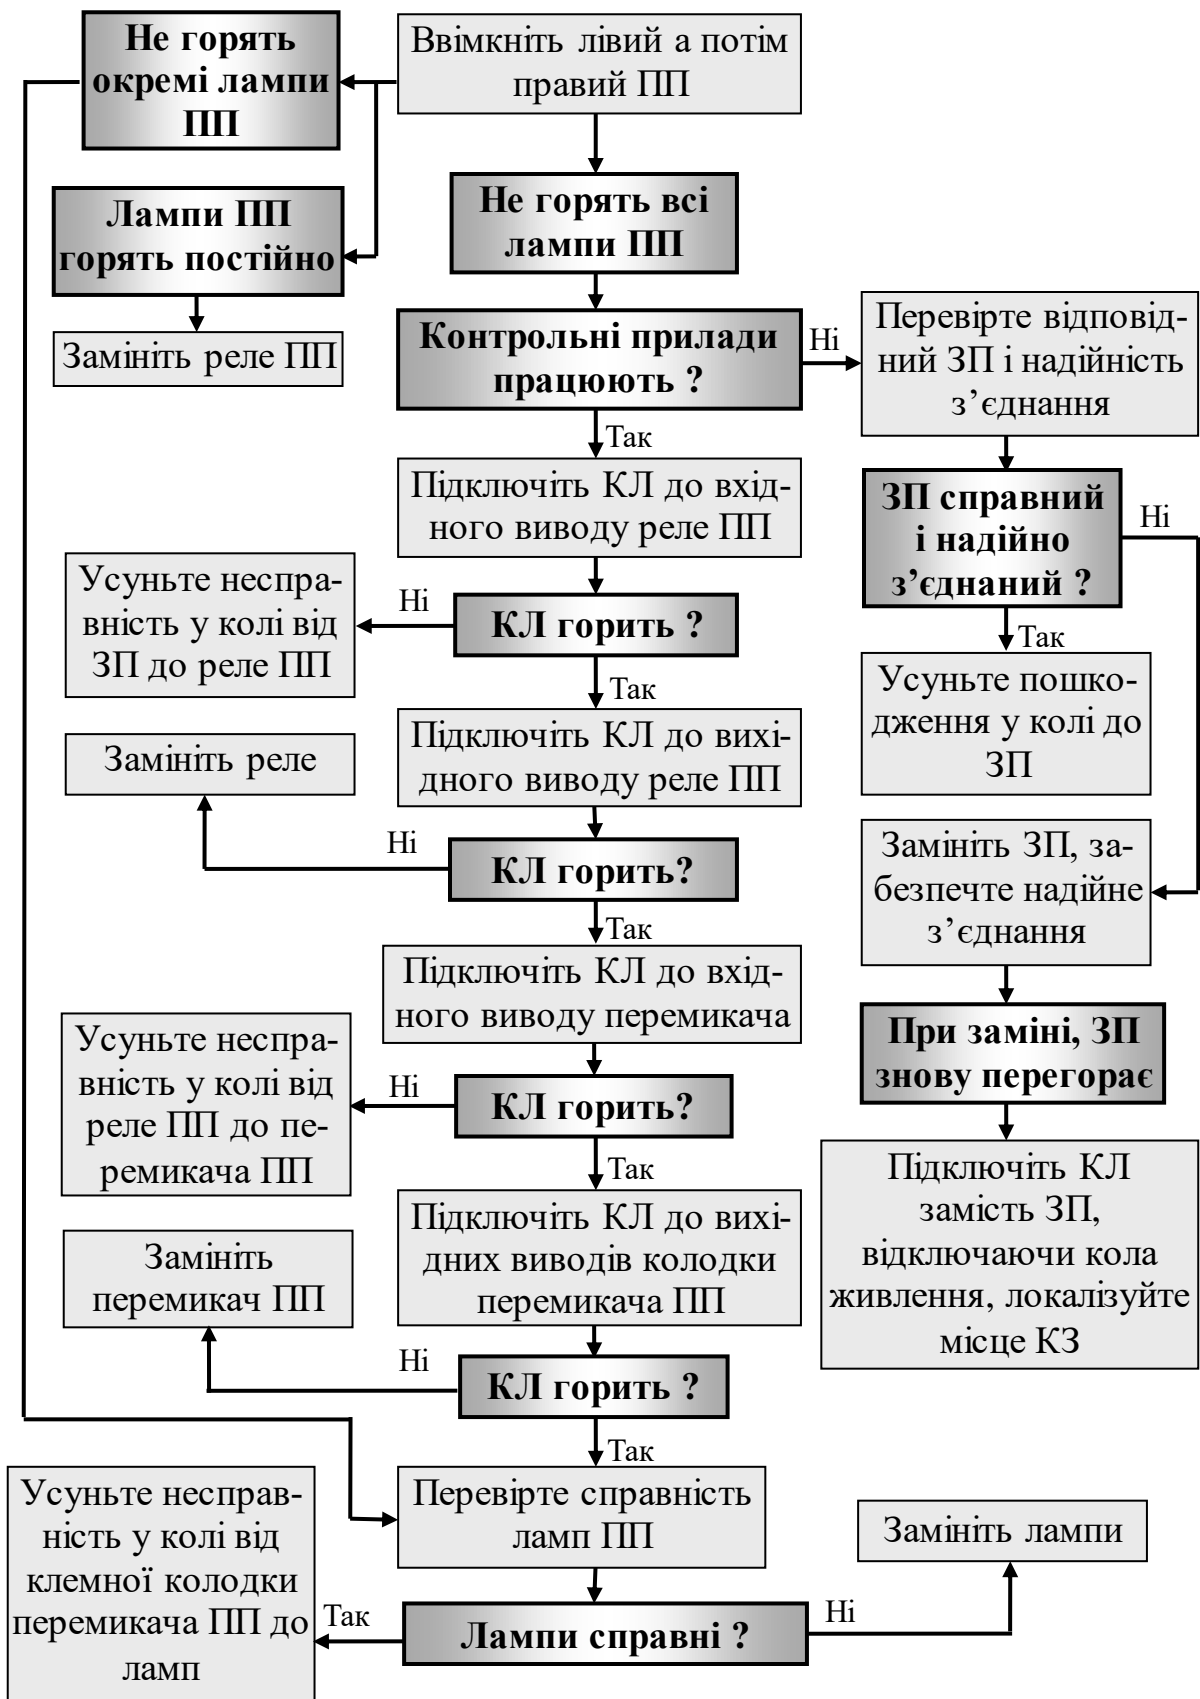 Не горять
окремі лампи
ПП
Ввімкніть лівий а потім
правий ПП
Лампи ПП
горять постійно
Не горять всі
лампи ПП
Замініть реле ПП
Контрольні прилади
працюють ?
Ні
Перевірте відповід-
ний ЗП і надійність
з’єднання
Так
Підключіть КЛ до вхід-
ного виводу реле ПП
ЗП справний
і надійно
з’єднаний ?
Ні
Усуньте неспра-
вність у колі від
ЗП до реле ПП
Ні
КЛ горить ?
Так
Усуньте пошко-
дження у колі до
ЗП
Так
Замініть реле
Підключіть КЛ до вихі-
дного виводу реле ПП
Ні
КЛ горить?
Замініть ЗП, за-
безпечте надійне
з’єднання
Так
Підключіть КЛ до вхід-
ного виводу перемикача
Усуньте неспра-
вність у колі від
реле ПП до пе-
ремикача ПП
Ні
КЛ горить?
При заміні, ЗП
знову перегорає
Так
Підключіть КЛ
замість ЗП,
відключаючи кола
живлення, локалізуйте
місце КЗ
Підключіть КЛ до вихі-
дних виводів колодки
перемикача ПП
Замініть
перемикач ПП
Ні
КЛ горить ?
Так
Усуньте несправ-
ність у колі від
клемної колодки
перемикача ПП до
ламп
Перевірте справність
ламп ПП
Замініть лампи
Так
Лампи справні ?
Ні